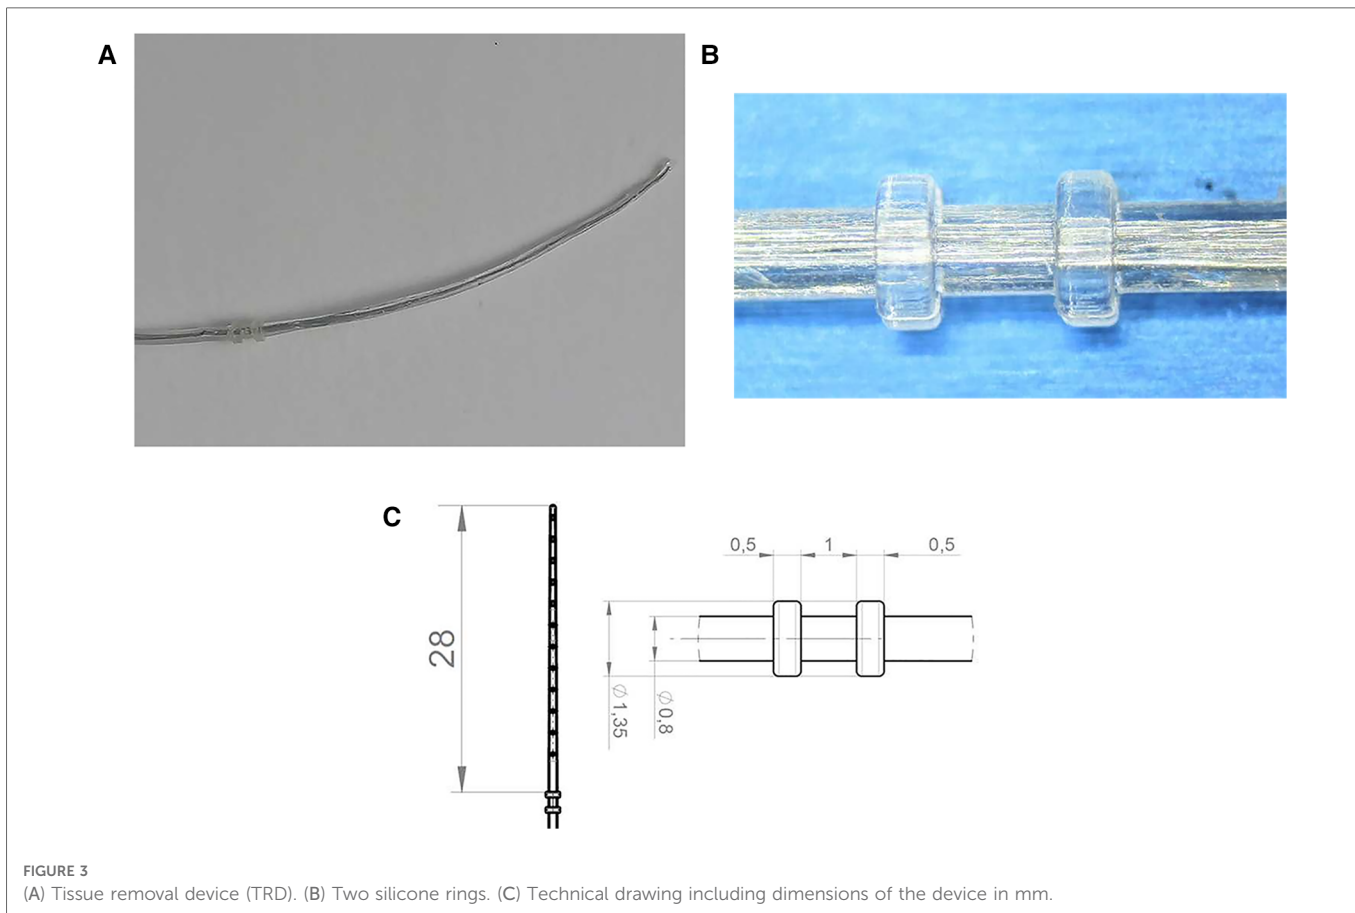 A
B
C
28
0,5
1
0,5
Ø1,35
Ø0,8
FIGURE 3
(A) Tissue removal device (TRD). (B) Two silicone rings. (C) Technical drawing including dimensions of the device in mm.